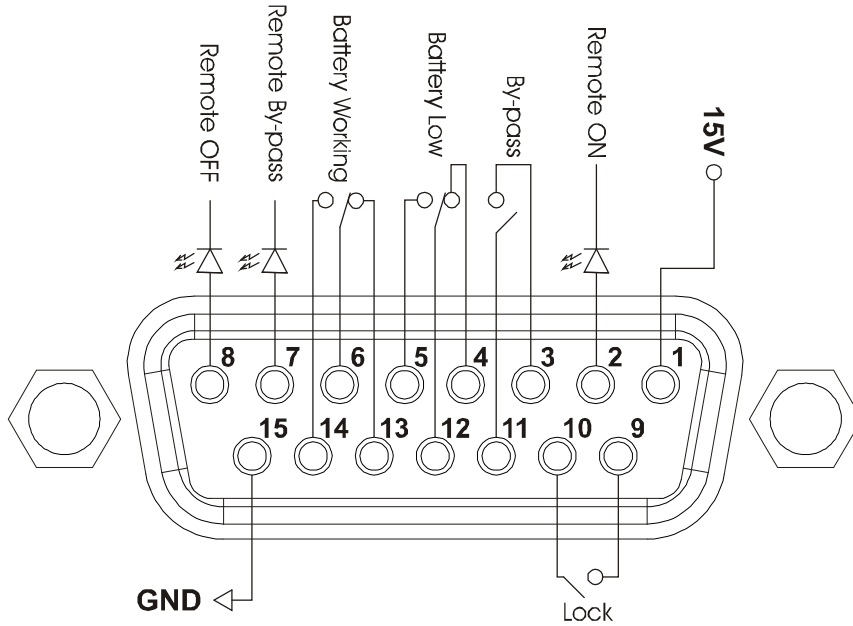 Remote OFF
Remote By-pass
Battery Working
Battery Low
By-pass
Remote ON
15V
8 7 6 5 4 3 2 1
15 14 13 12 11 10 9
GND
Lock